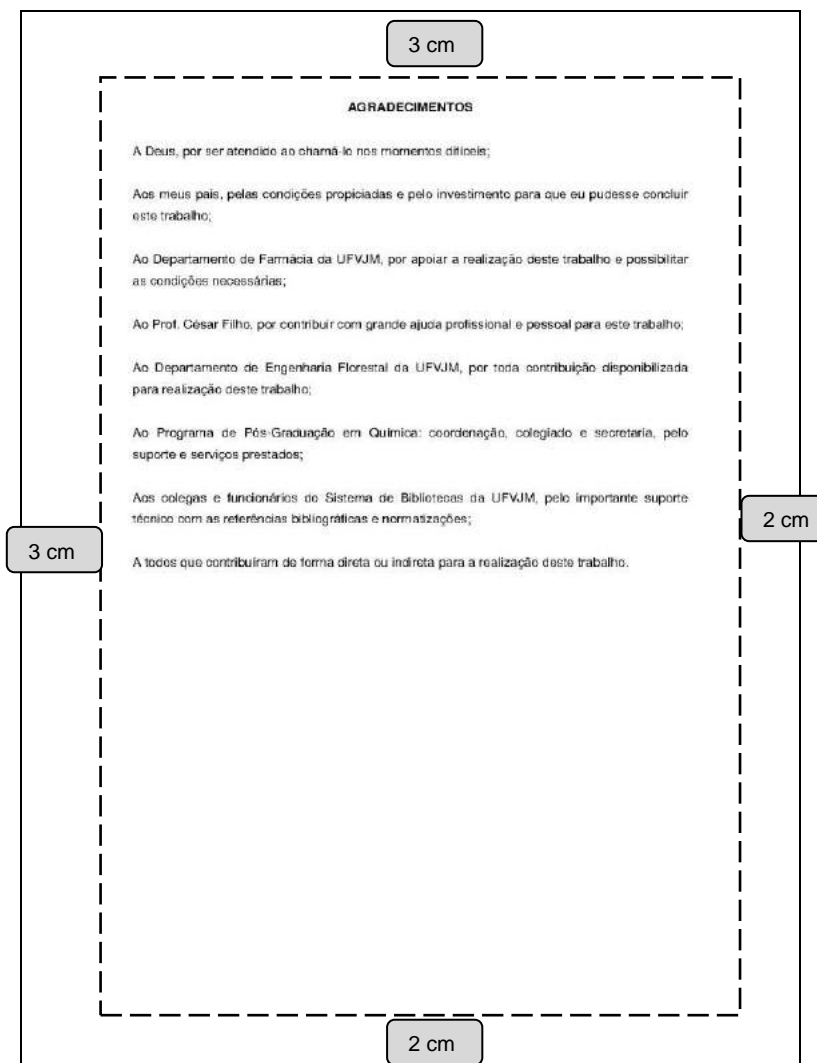 3 cm
AGRADECIMENTOS
A Deus, por ser atendido ao chamá-lo nos momentos difíceis;
Aos meus pais, pelas condições propiciadas e pelo investimento para que eu pudesse concluir
este trabalho;
Ao Departamento de Farmácia da UFVJM, por apoiar a realização deste trabalho e possibilitar
as condições necessárias;
Ao Prof. César Filho, por contribuir com grande ajuda profissional e pessoal para este trabalho;
Ao Departamento de Engenharia Florestal da UFVJM, por toda contribuição disponibilizada
para realização deste trabalho;
Ao Programa de Pós-Graduação em Química: coordenação, colegiado e secretaria, pelo
suporte e serviços prestados;
Aos colegas e funcionários do Sistema de Bibliotecas da UFVJM, pelo importante suporte
técnico com as referências bibliográficas e normatizações;
2 cm
3 cm
A todos que contribuíram de forma direta ou indireta para a realização deste trabalho.
2 cm